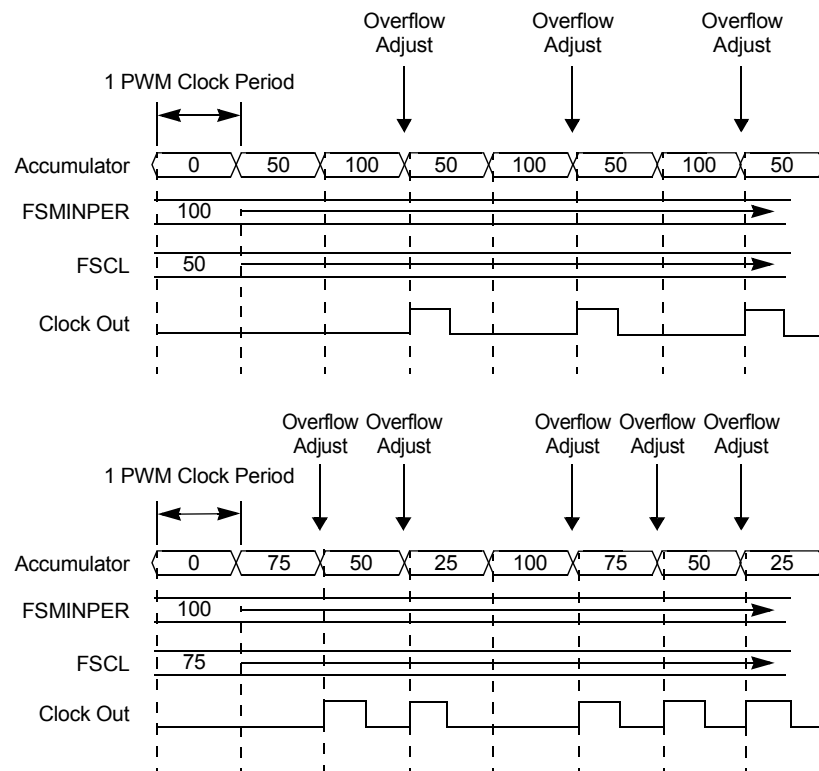 Overflow Adjust
Overflow Adjust
Overflow Adjust
1 PWM Clock Period
Accumulator 0 50 100 50 100 50 100 50
FSMINPER 100
FSCL 50
Clock Out
Overflow Adjust
Overflow Adjust
Overflow Adjust
Overflow Adjust
Overflow Adjust
1 PWM Clock Period
Accumulator 0 75 50 25 100 75 50 25
FSMINPER 100
FSCL 75
Clock Out